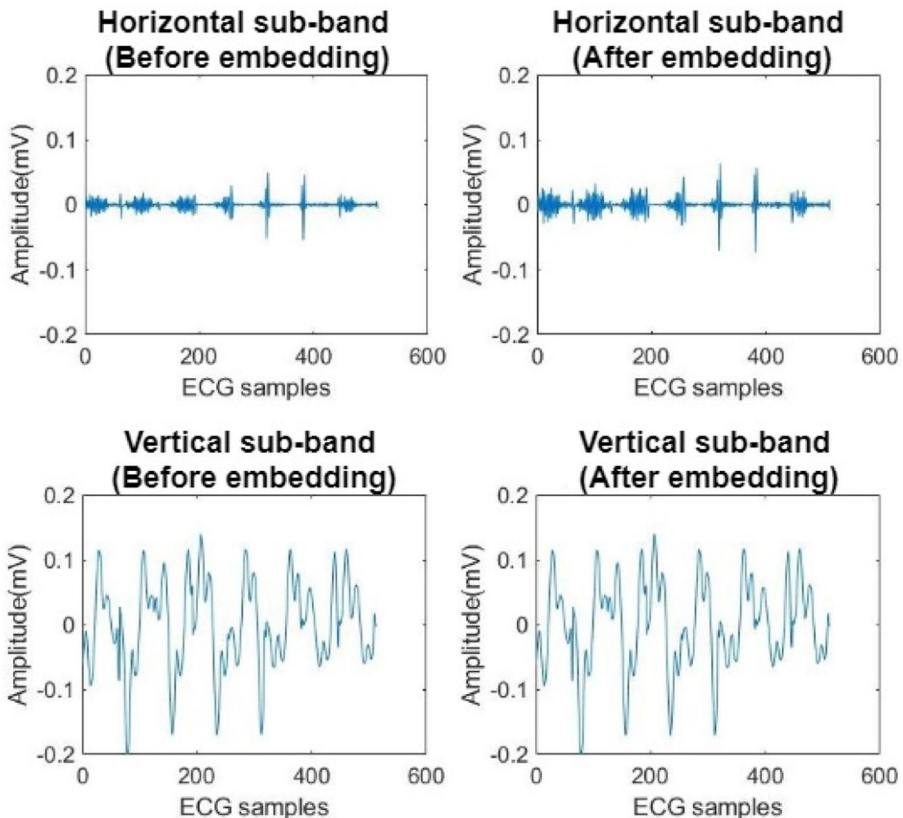 Horizontal sub-band
(Before embedding)
0.2
0.1
0
-0.1
-0.2
Amplitude(mV)
0 200 400 600
ECG samples
Horizontal sub-band
(After embedding)
0.2
0.1
0
-0.1
-0.2
Amplitude(mV)
0 200 400 600
ECG samples
Vertical sub-band
(Before embedding)
0.2
0.1
0
-0.1
-0.2
Amplitude(mV)
0 200 400 600
ECG samples
Vertical sub-band
(After embedding)
0.2
0.1
0
-0.1
-0.2
Amplitude(mV)
0 200 400 600
ECG samples